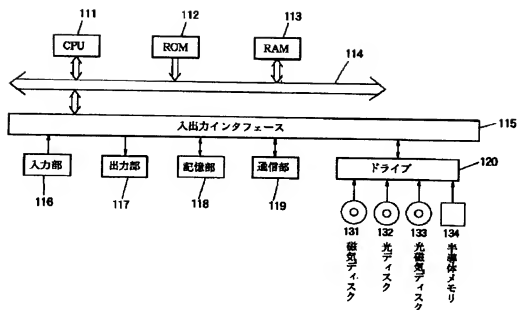 111
112
113
CPU
ROM
RAM
114
入出力インタフェース
115
入力部
出力部
記憶部
通信部
ドライブ
120
116
117
118
119
131
132
133
134
磁気ディスク
光ディスク
光磁気ディスク
半導体メモリ